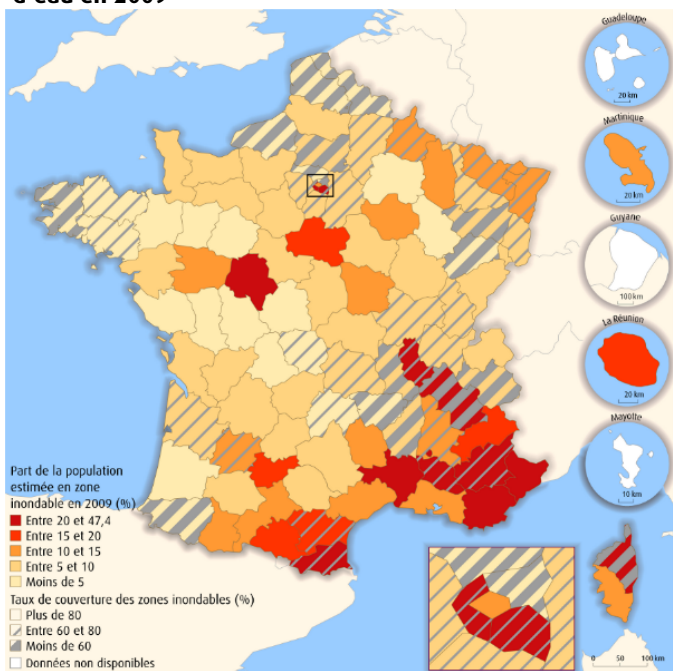 d'eau en 2009
Guadeloupe
20 km
Martinique
20 km
Guyane
100 km
La Réunion
20 km
Mayotte
10 km
Part de la population
estimée en zone
inondable en 2009 (%)
Entre 20 et 47,4
Entre 15 et 20
Entre 10 et 15
Entre 5 et 10
Moins de 5
Taux de couverture des zones inondables (%)
Plus de 80
Entre 60 et 80
Moins de 60
Données non disponibles
0 50 100 km